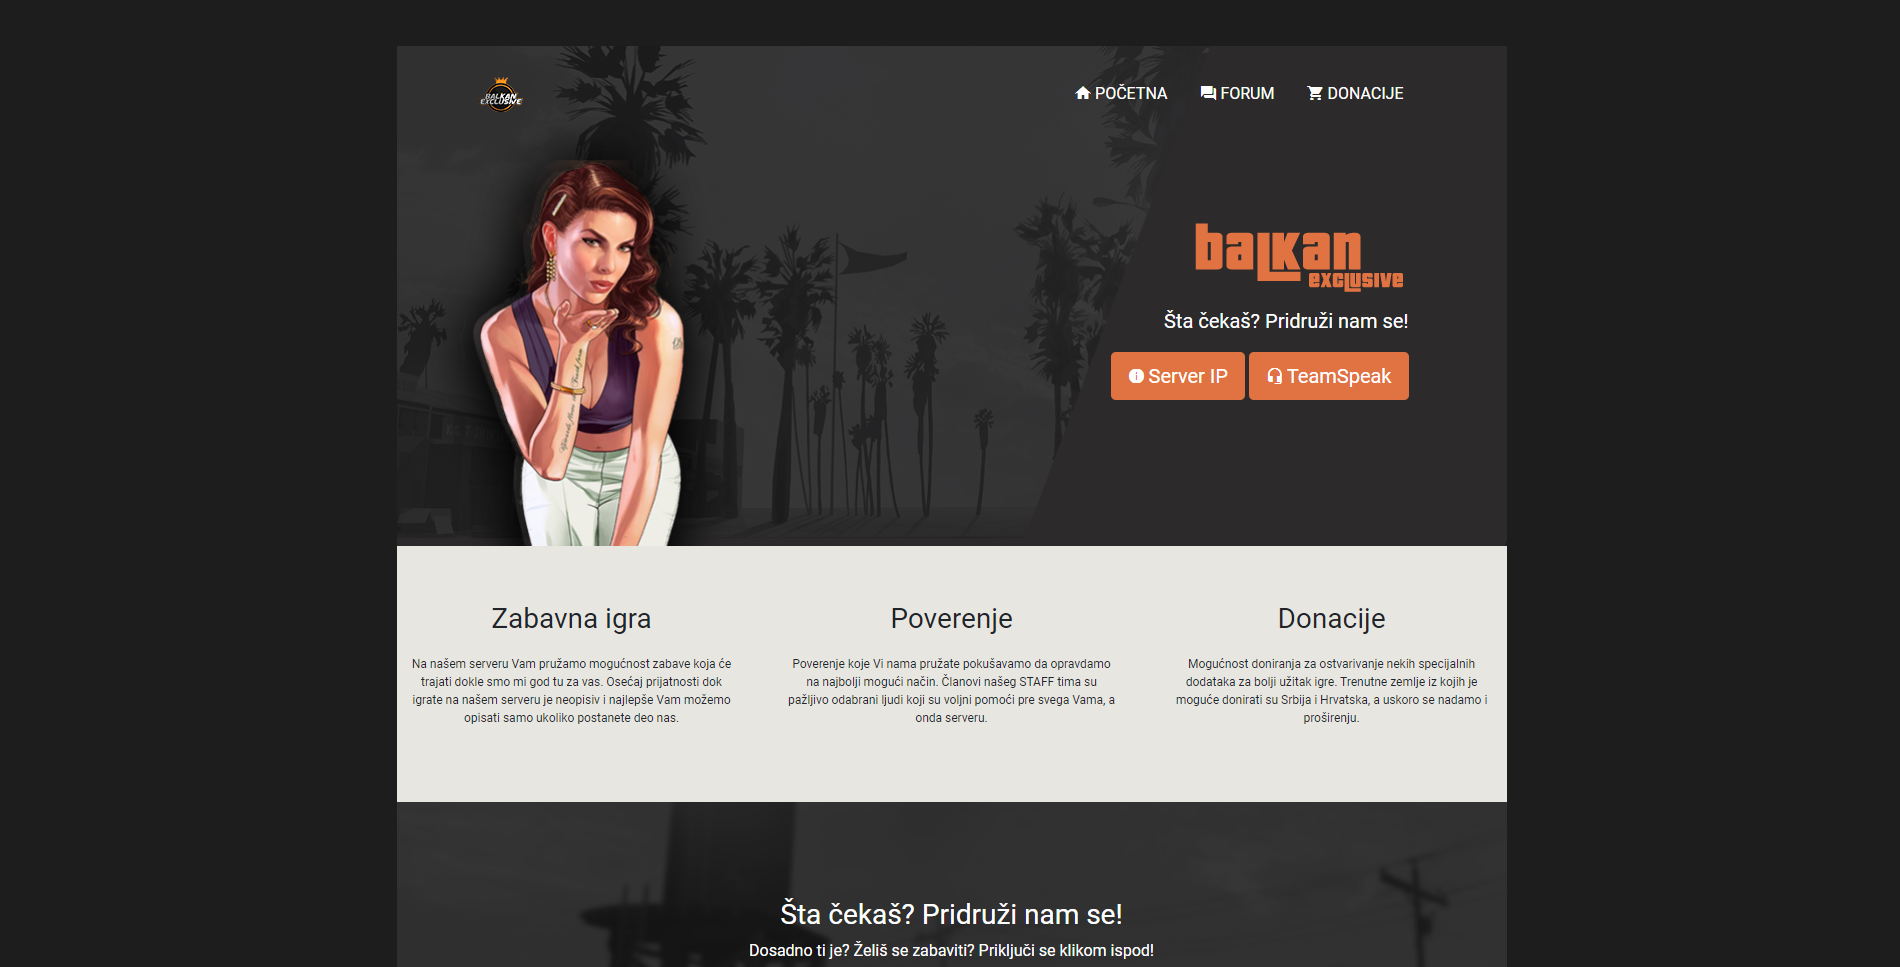 BALKAN
EXCLUSIVE
POČETNA
FORUM
DONACIJE
balkan
exclusive
Šta čekaš? Pridruži nam se!
Server IP
TeamSpeak
Zabavna igra
Na našem serveru Vam pružamo mogućnost zabave koja će
trajati dokle smo mi god tu za vas. Osećaj prijatnosti dok
igrate na našem serveru je neopisiv i najlepše Vam možemo
opisati samo ukoliko postanete deo nas.
Poverenje
Poverenje koje Vi nama pružate pokušavamo da opravdamo
na najbolji mogući način. Članovi našeg STAFF tima su
pažljivo odabrani ljudi koji su voljni pomoći pre svega Vama, a
onda serveru.
Donacije
Mogućnost doniranja za ostvarivanje nekih specijalnih
dodataka za bolji užitak igre. Trenutne zemlje iz kojih je
moguće donirati su Srbija i Hrvatska, a uskoro se nadamo i
proširenju.
Šta čekaš? Pridruži nam se!
Dosadno ti je? Želiš se zabaviti? Priključi se klikom ispod!